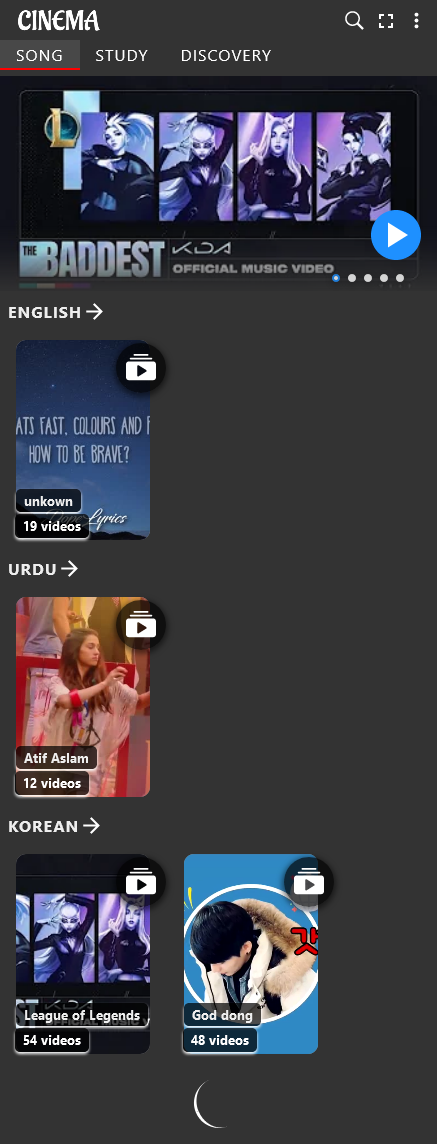 CINEMA
SONG STUDY DISCOVERY
L
THE BADDEST K/DA
OFFICIAL MUSIC VIDEO
ENGLISH
ATS FAST, COLOURS AND
HOW TO BE BRAVE?
Lyrics
unkown
19 videos
URDU
Atif Aslam
12 videos
KOREAN
League of Legends
54 videos
God dong
48 videos